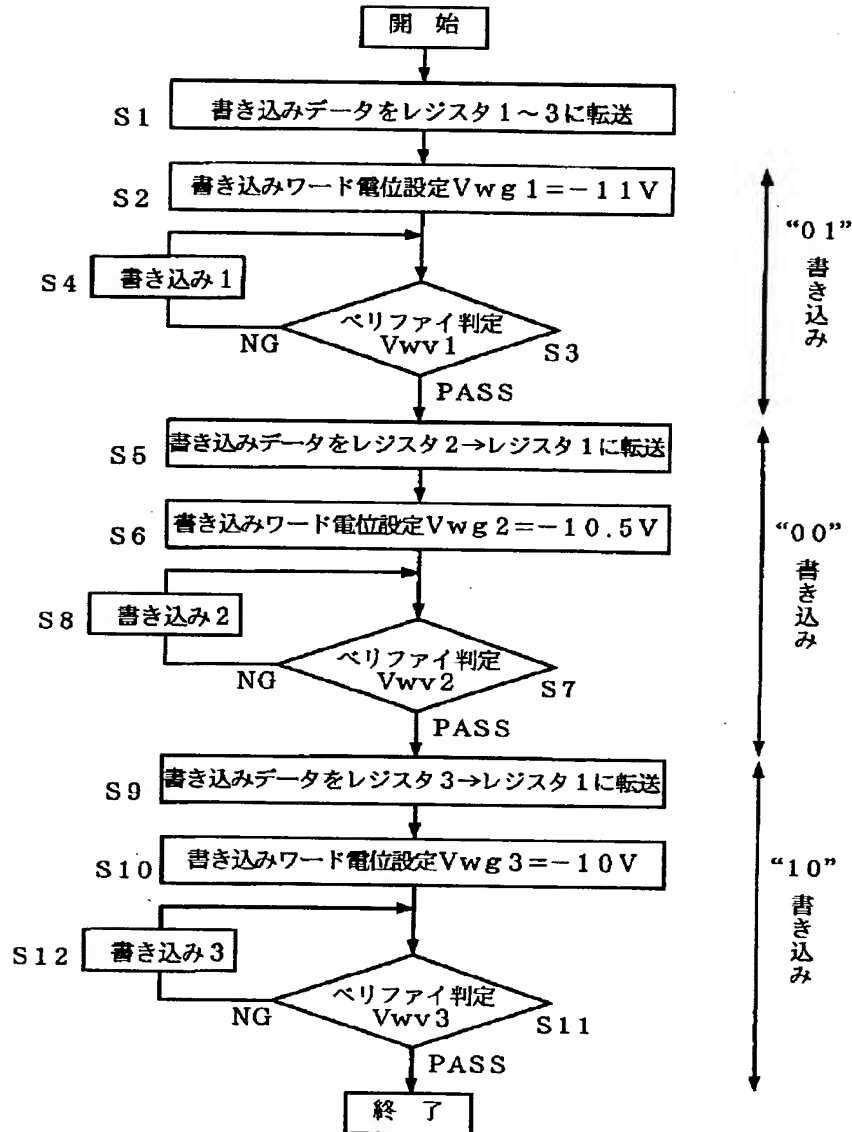 開 始
S1
書き込みデータをレジスタ1～3に転送
S2
書き込みワード電位設定Vwg1=－11V
S4
書き込み1
ベリファイ判定
Vwv1
S3
NG
PASS
“01”
書き込み
S5
書き込みデータをレジスタ2→レジスタ1に転送
S6
書き込みワード電位設定Vwg2=－10.5V
S8
書き込み2
ベリファイ判定
Vwv2
S7
NG
PASS
“00”
書き込み
S9
書き込みデータをレジスタ3→レジスタ1に転送
S10
書き込みワード電位設定Vwg3=－10V
S12
書き込み3
ベリファイ判定
Vwv3
S11
NG
PASS
“10”
書き込み
終 了